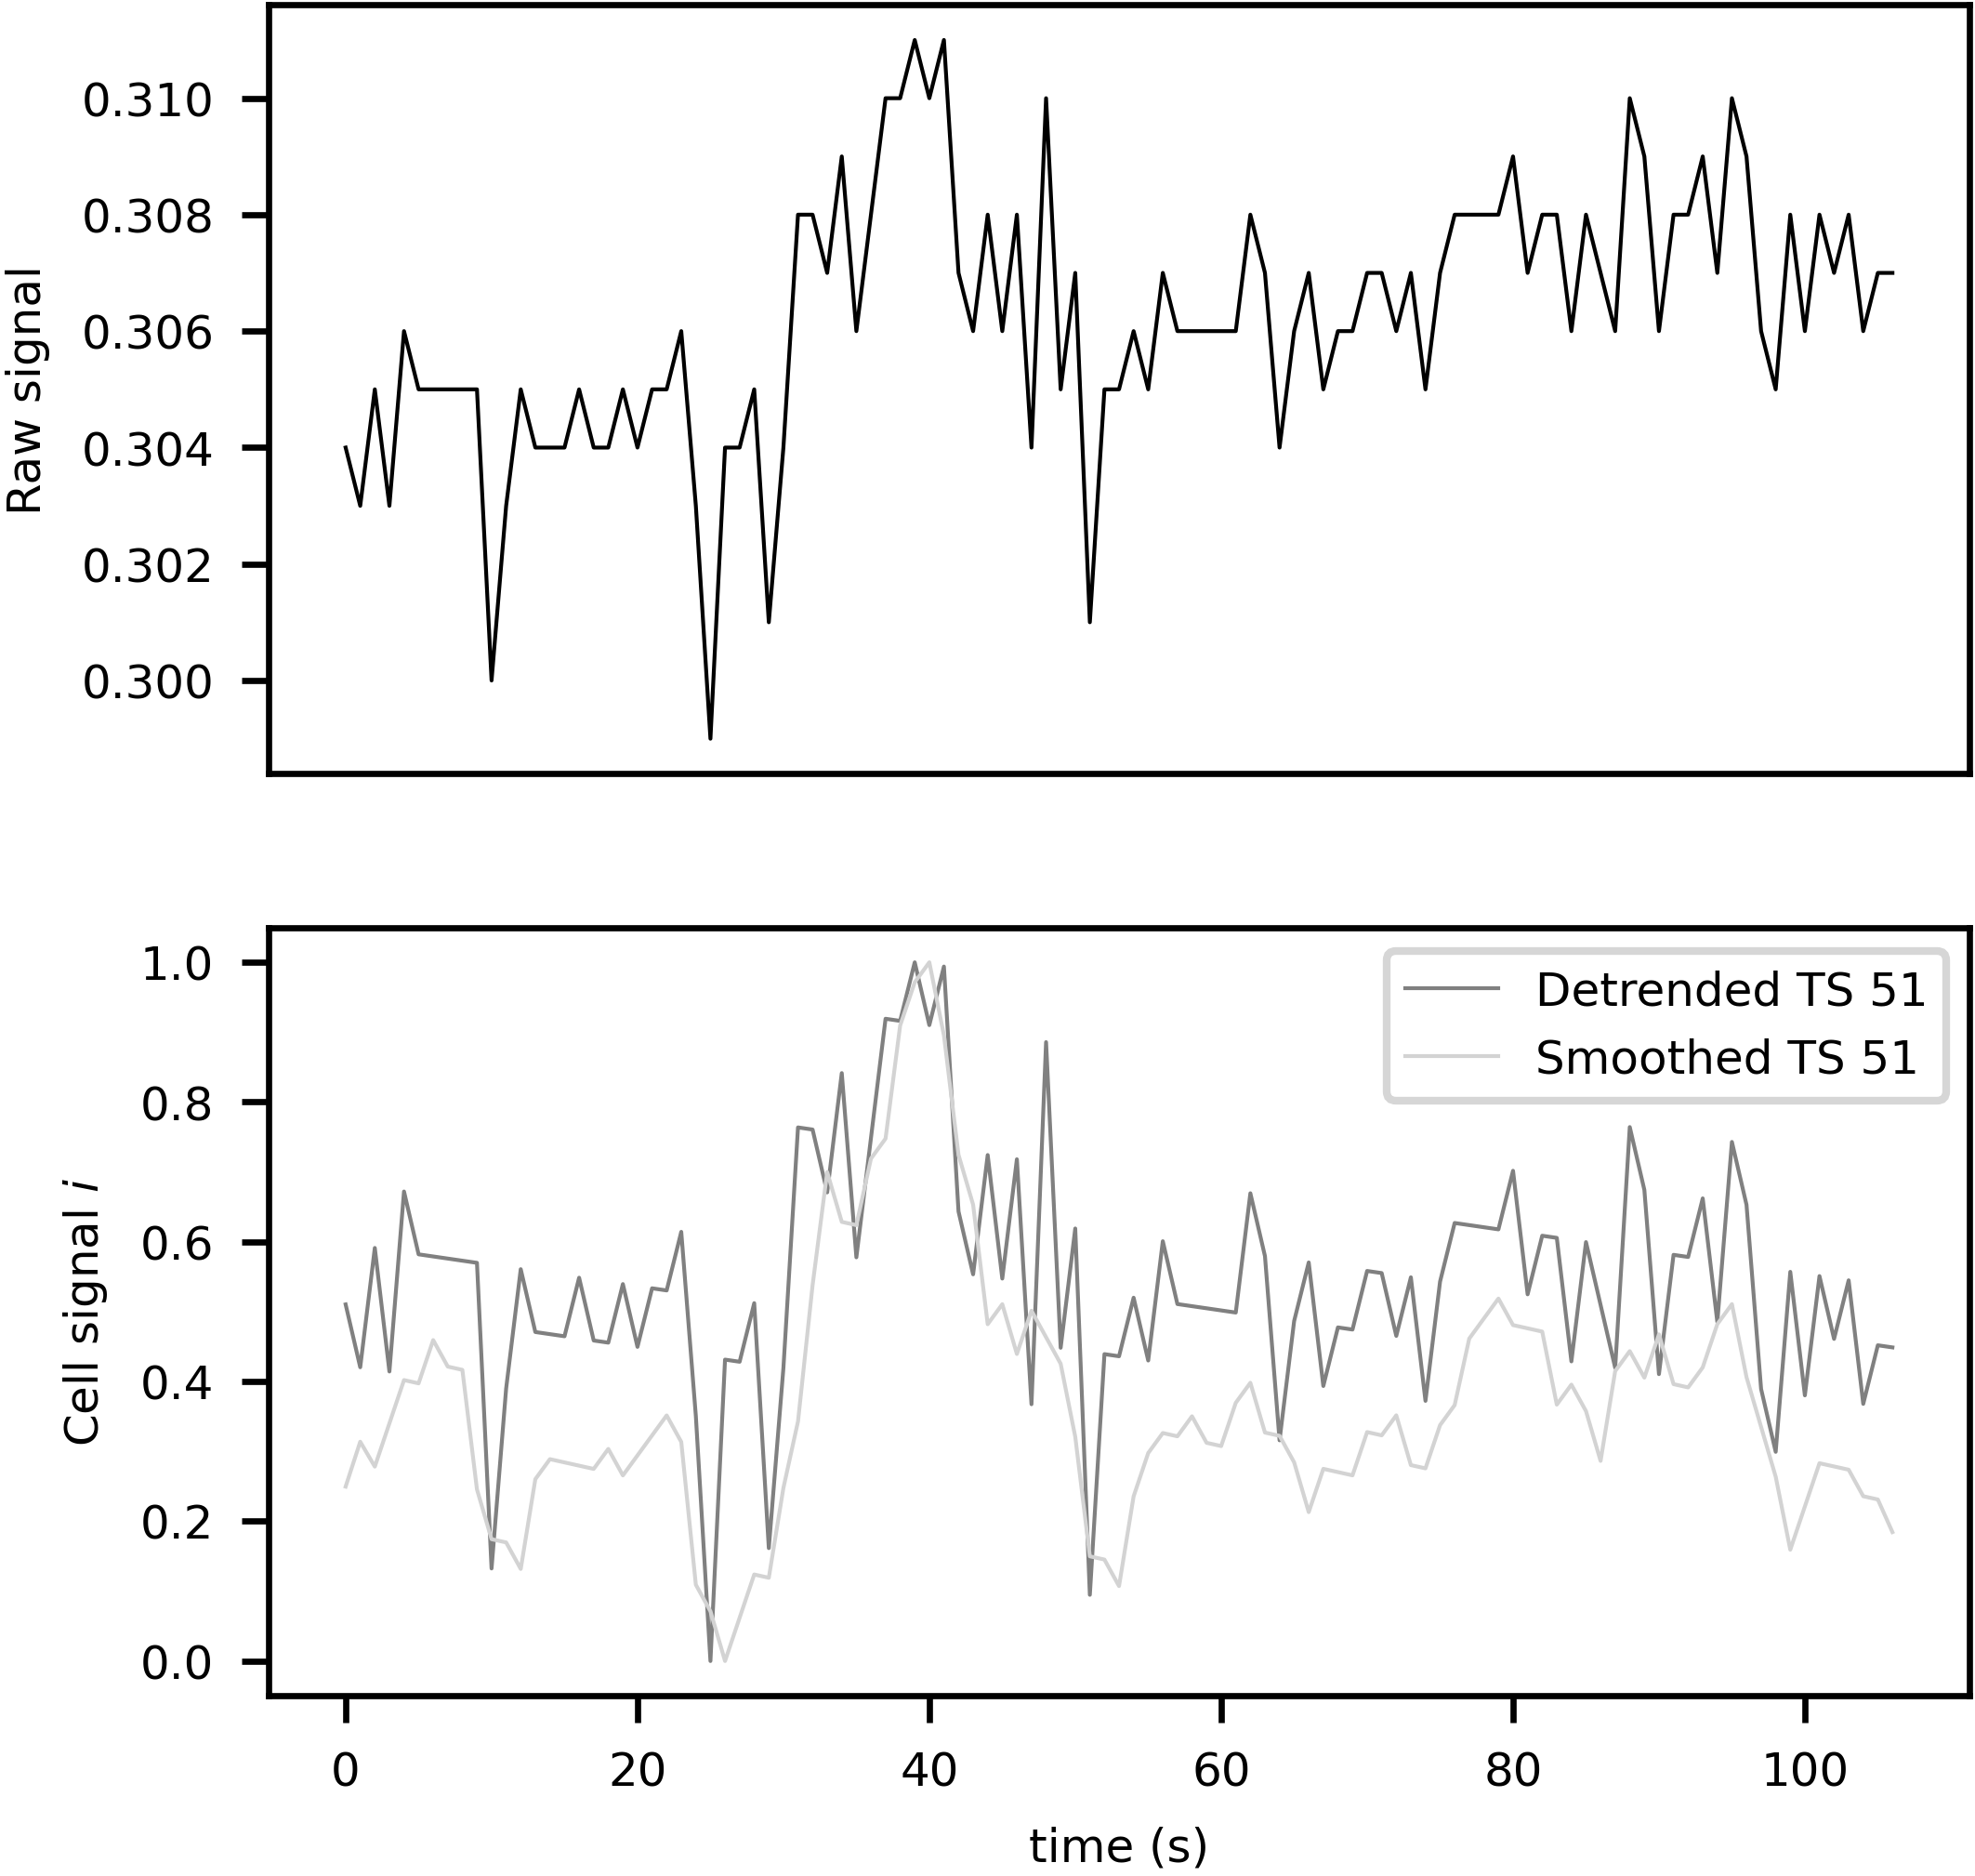 Raw signal
0.310
0.308
0.306
0.304
0.302
0.300
Cell signal i
1.0
0.8
0.6
0.4
0.2
0.0
Detrended TS 51
Smoothed TS 51
0 20 40 60 80 100
time (s)